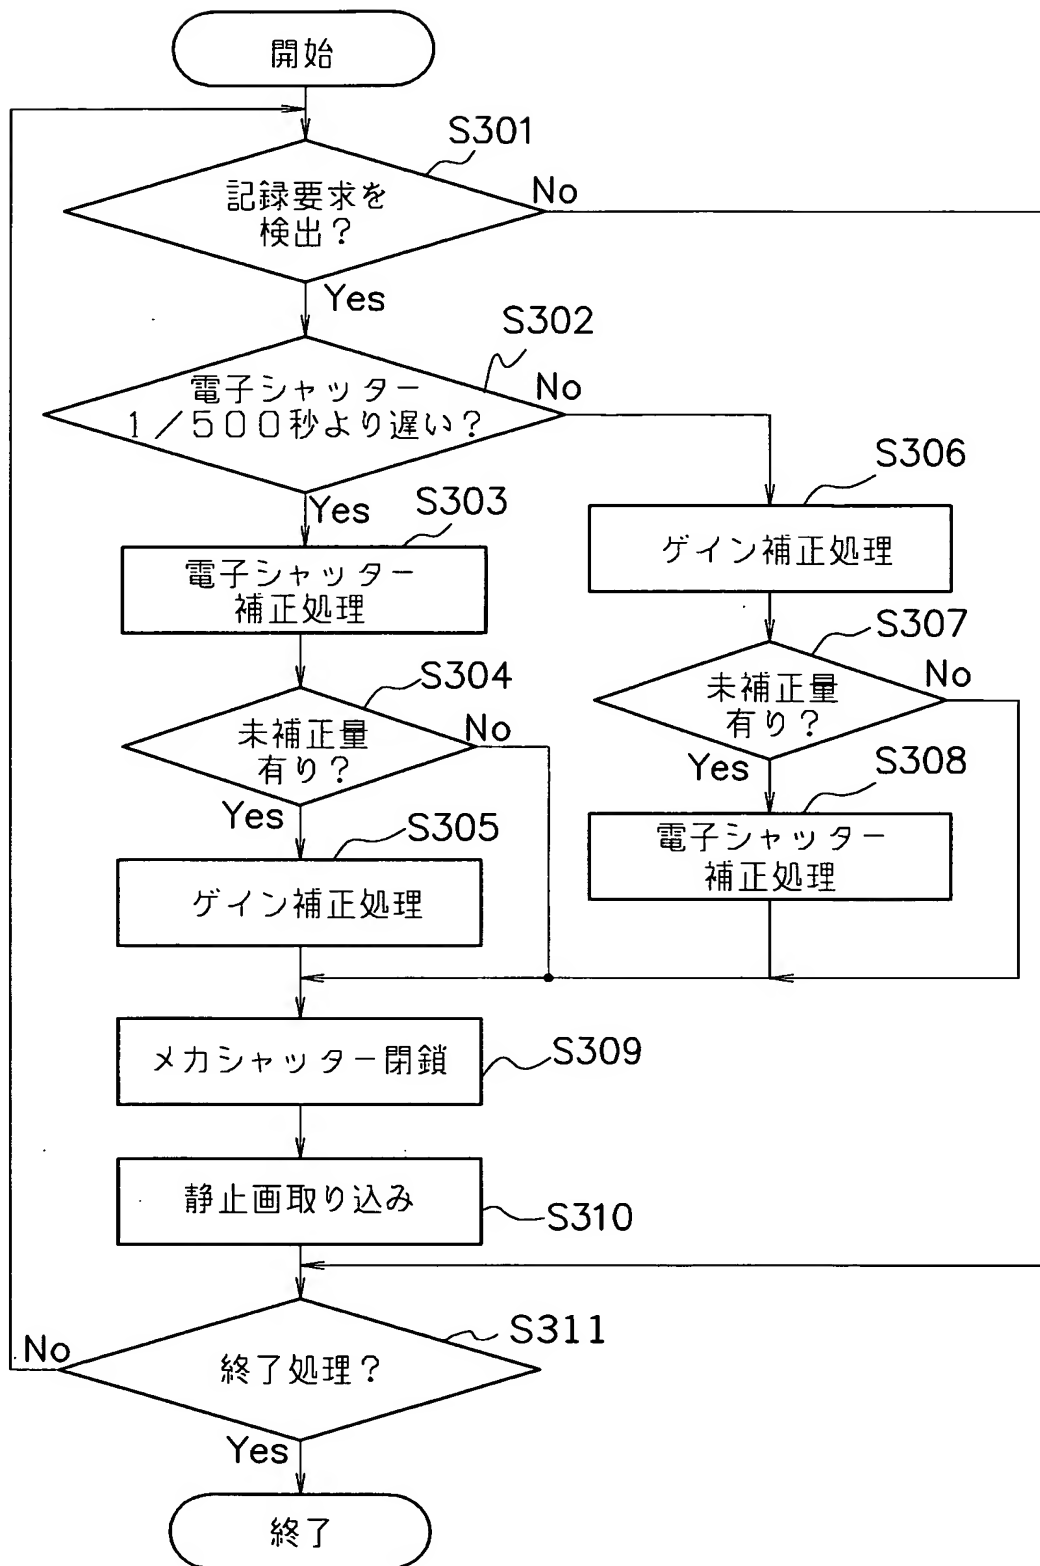 開始
S301
記録要求を
検出？
No
Yes
S302
電子シャッター
１／５００秒より遅い？
No
Yes
S303
電子シャッター
補正処理
S306
ゲイン補正処理
S304
未補正量
有り？
No
Yes
S307
未補正量
有り？
No
Yes
S305
ゲイン補正処理
S308
電子シャッター
補正処理
メカシャッター閉鎖
S309
静止画取り込み
S310
S311
終了処理？
No
Yes
終了